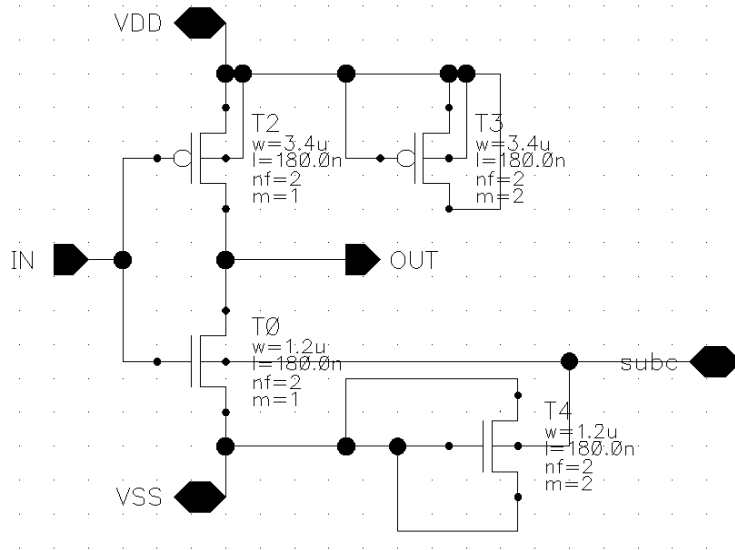 VDD
T2
w=3.4u
l=180.0n
nf=2
m=1
T3
w=3.4u
l=180.0n
nf=2
m=2
IN
OUT
T0
w=1.2u
l=180.0n
nf=2
m=1
subc
T4
w=1.2u
l=180.0n
nf=2
m=2
VSS